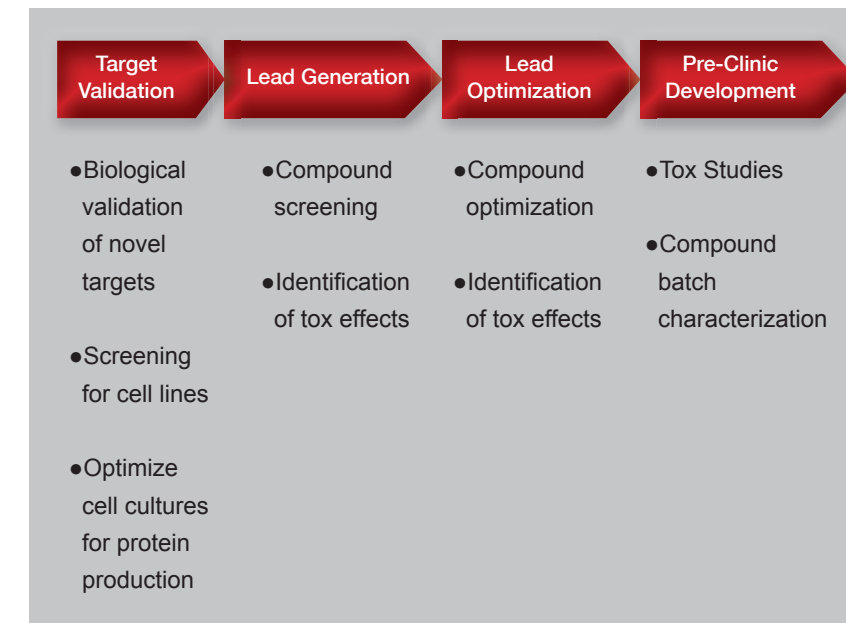 Target
Validation
Lead Generation
Lead
Optimization
Pre-Clinic
Development
●Biological
validation
of novel
targets
●Screening
for cell lines
●Optimize
cell cultures
for protein
production
●Compound
screening
●Identification
of tox effects
●Compound
optimization
●Identification
of tox effects
●Tox Studies
●Compound
batch
characterization